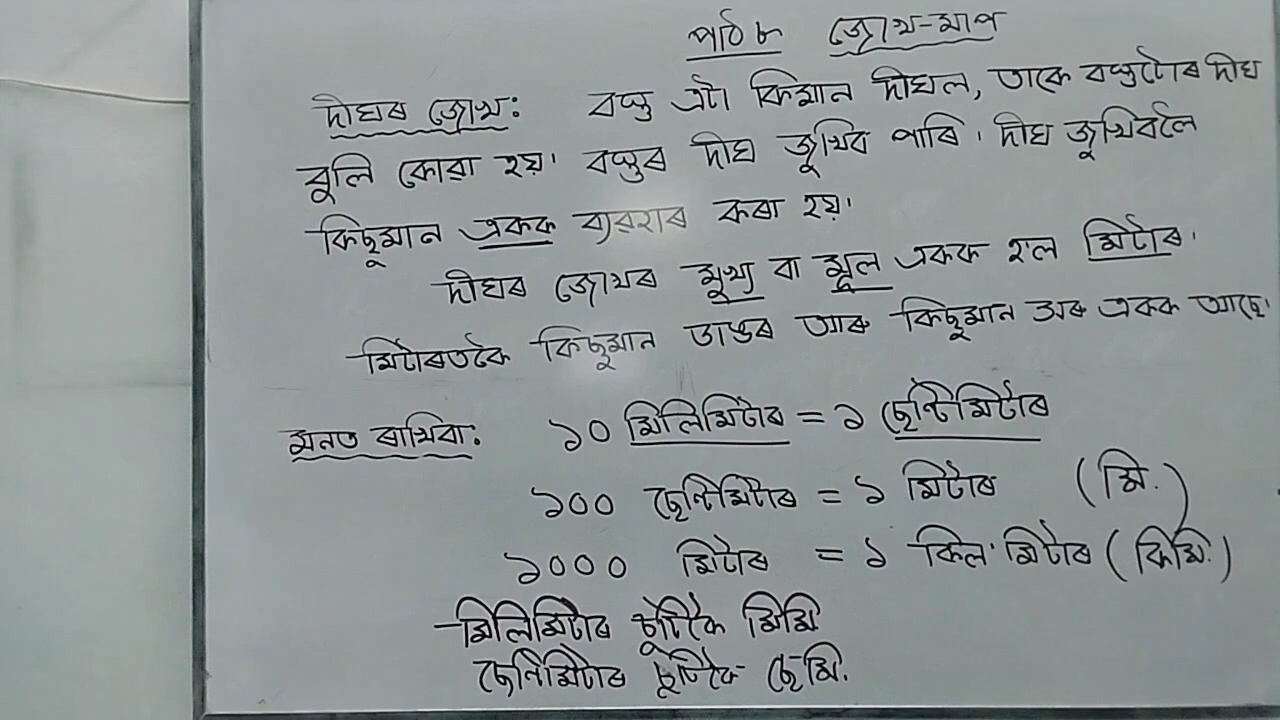 পাঠ ৮ জোখ-মাপ
দীঘৰ জোখ: বস্তু এটা কিমান দীঘল, তাকে বস্তুটোৰ দীঘ
বুলি কোৱা হয়। বস্তুৰ দীঘ জুখিব পাৰি। দীঘ জুখিবলৈ
কিছুমান একক ব্যৱহাৰ কৰা হয়।
দীঘৰ জোখৰ মুখ্য বা মূল একক হ'ল মিটাৰ।
মিটাৰতকৈ কিছুমান ডাঙৰ আৰু কিছুমান সৰু একক আছে।
মনত ৰাখিবা: ১০ মিলিমিটাৰ = ১ ছেন্টিমিটাৰ
১০০ ছেন্টিমিটাৰ = ১ মিটাৰ (মি.)
১০০০ মিটাৰ = ১ কিল'মিটাৰ (কিমি.)
মিলিমিটাৰ চুটিকৈ মিমি
ছেন্টিমিটাৰ চুটিকৈ ছেমি.